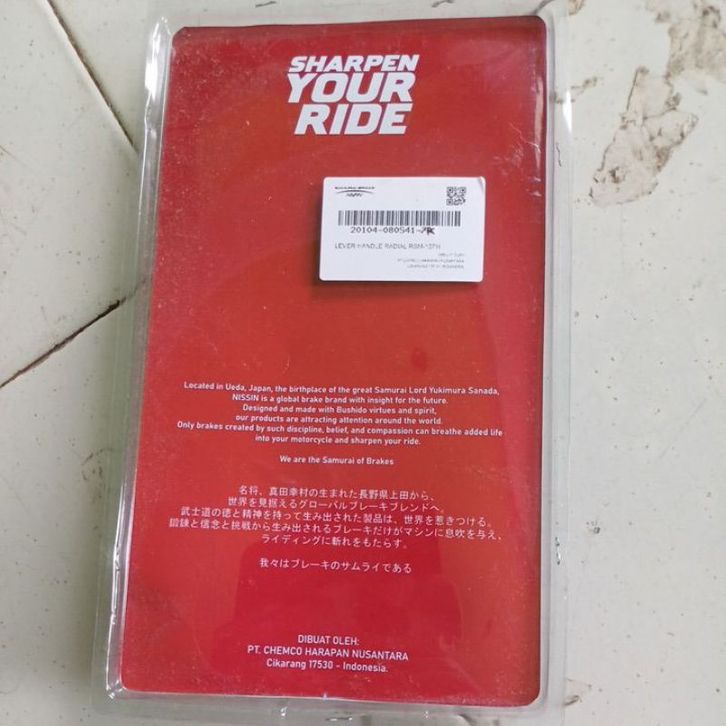 SHARPEN
YOUR
RIDE
20104-080S41-
LEVER HANDLE RADIAL
DIBUAT OLEH:
Located in Ueda, Japan, the birthplace of the great Samurai Lord Yukimura Sanada,
NISSIN is a global brake brand with insight for the future.
Designed and made with Bushido virtues and spirit,
our products are attracting attention around the world.
Only brakes created by such discipline, belief, and compassion can breathe added life
into your motorcycle and sharpen your ride.
We are the Samurai of Brakes
名将、真田幸村の生まれた長野県上田から、
世界を見据えるグローバルブレーキブレンドへ。
武士道の徳と精神を持って生み出された製品は、世界を惹きつける。
鍛錬と信念と挑戦から生み出されるブレーキだけがマシンに息吹を与え、
ライディングに斬れをもたらす。
我々はブレーキのサムライである
DIBUAT OLEH:
PT. CHEMCO HARAPAN NUSANTARA
Cikarang 17530 - Indonesia.